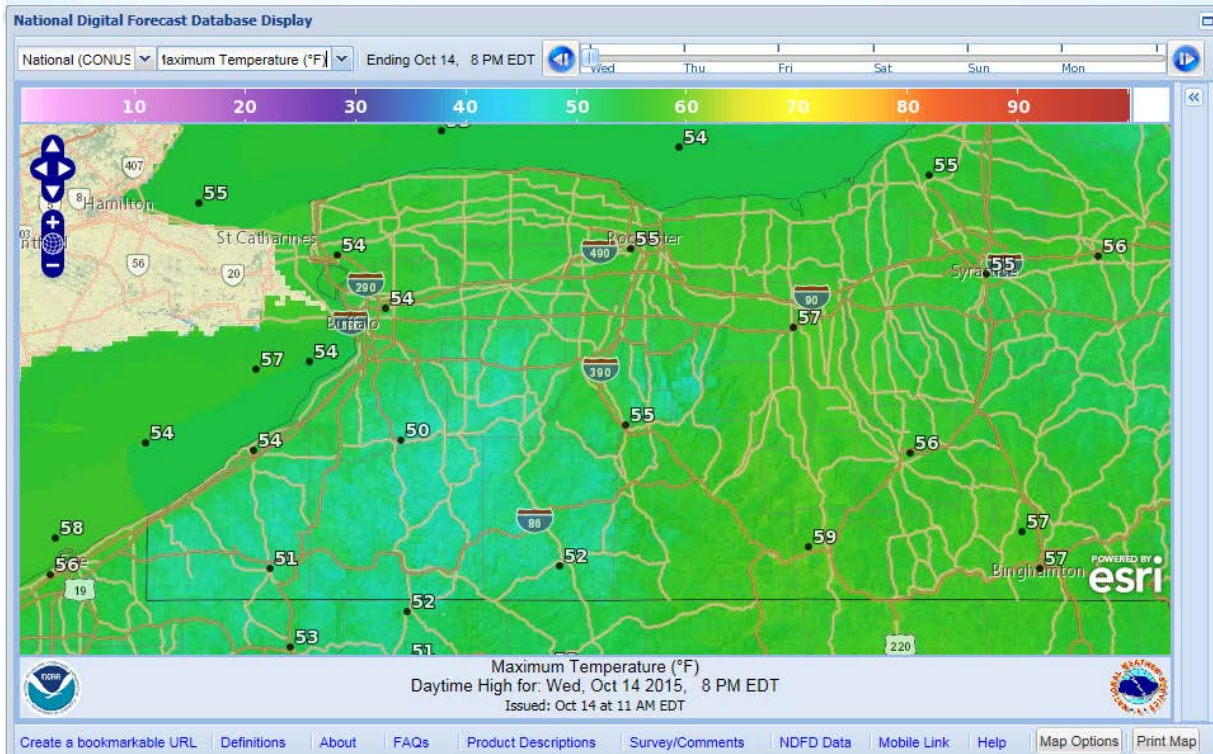 National Digital Forecast Database Display
National (CONUS
Maximum Temperature (°F)
Ending Oct 14, 8 PM EDT
Wed Thu Fri Sat Sun Mon
10 20 30 40 50 60 70 80 90
54
407
55
55
8 Hamilton
St Catharines
54
490
Rochester
55
56
56
20
Syracuse
55
290
90
54
Buffalo
57
57
54
390
54
54
50
55
56
58
86
59
57
56
51
52
57
Binghamton
POWERED BY
esri
19
52
53
51
220
NOAA
Maximum Temperature (°F)
Daytime High for: Wed, Oct 14 2015, 8 PM EDT
Issued: Oct 14 at 11 AM EDT
Create a bookmarkable URL Definitions About FAQs Product Descriptions Survey/Comments NDFD Data Mobile Link Help Map Options Print Map